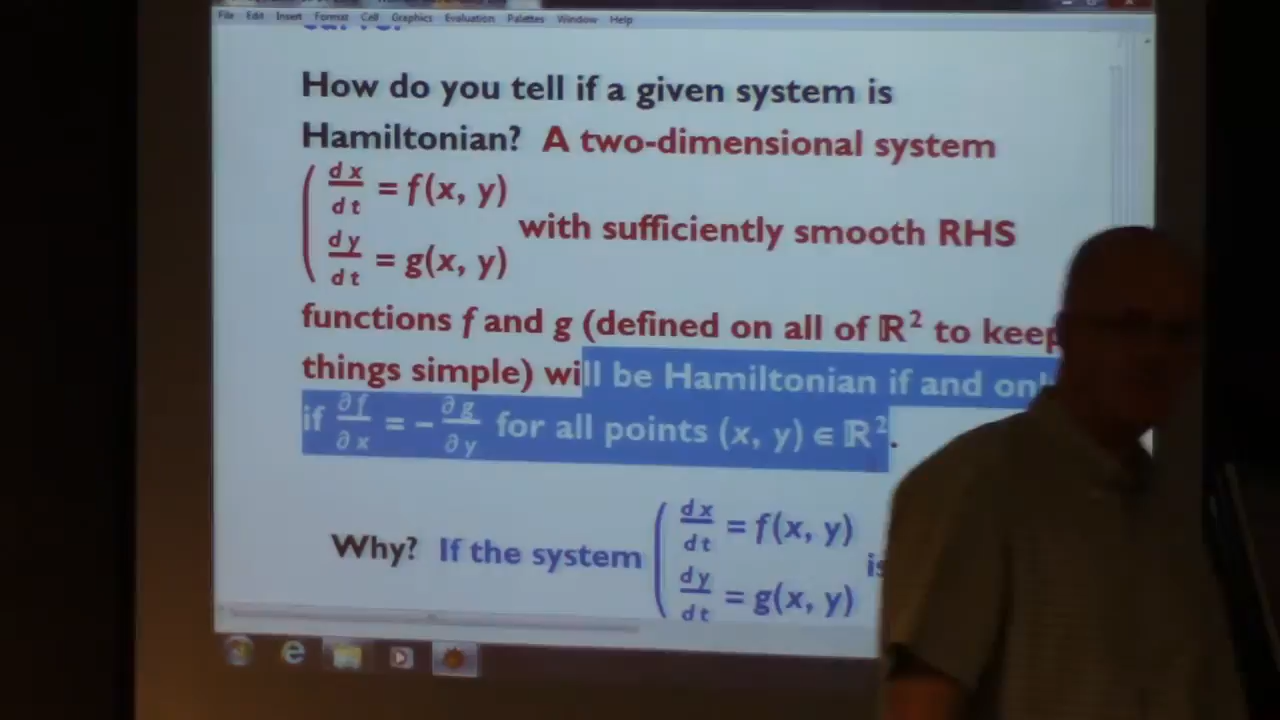 File Edit Insert Format Cell Graphics Evaluation Palettes Window Help
How do you tell if a given system is
Hamiltonian? A two-dimensional system
dx/dt = f(x, y)
dy/dt = g(x, y)
with sufficiently smooth RHS
functions f and g (defined on all of ℝ² to keep
things simple) will be Hamiltonian if and
if ∂f/∂x = - ∂g/∂y for all points (x, y) ∈ ℝ².
Why? If the system
dx/dt = f(x, y)
dy/dt = g(x, y)